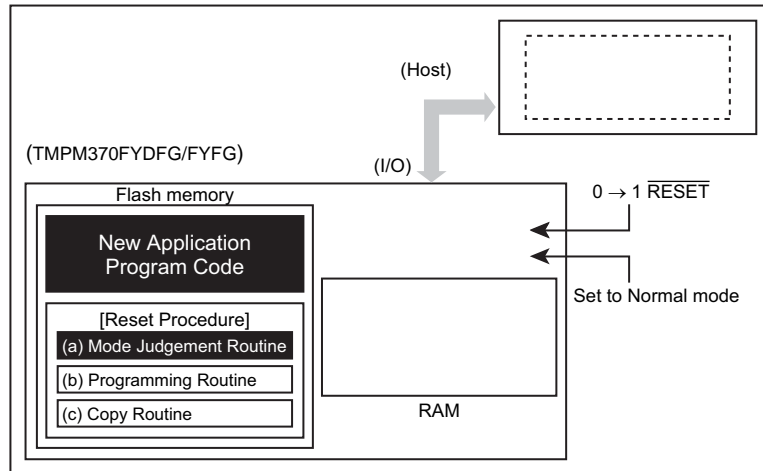 (Host)
(TMPM370FYDFG/FYFG)
(I/O)
Flash memory
0 → 1 RESET
New Application
Program Code
Set to Normal mode
[Reset Procedure]
(a) Mode Judgement Routine
(b) Programming Routine
(c) Copy Routine
RAM